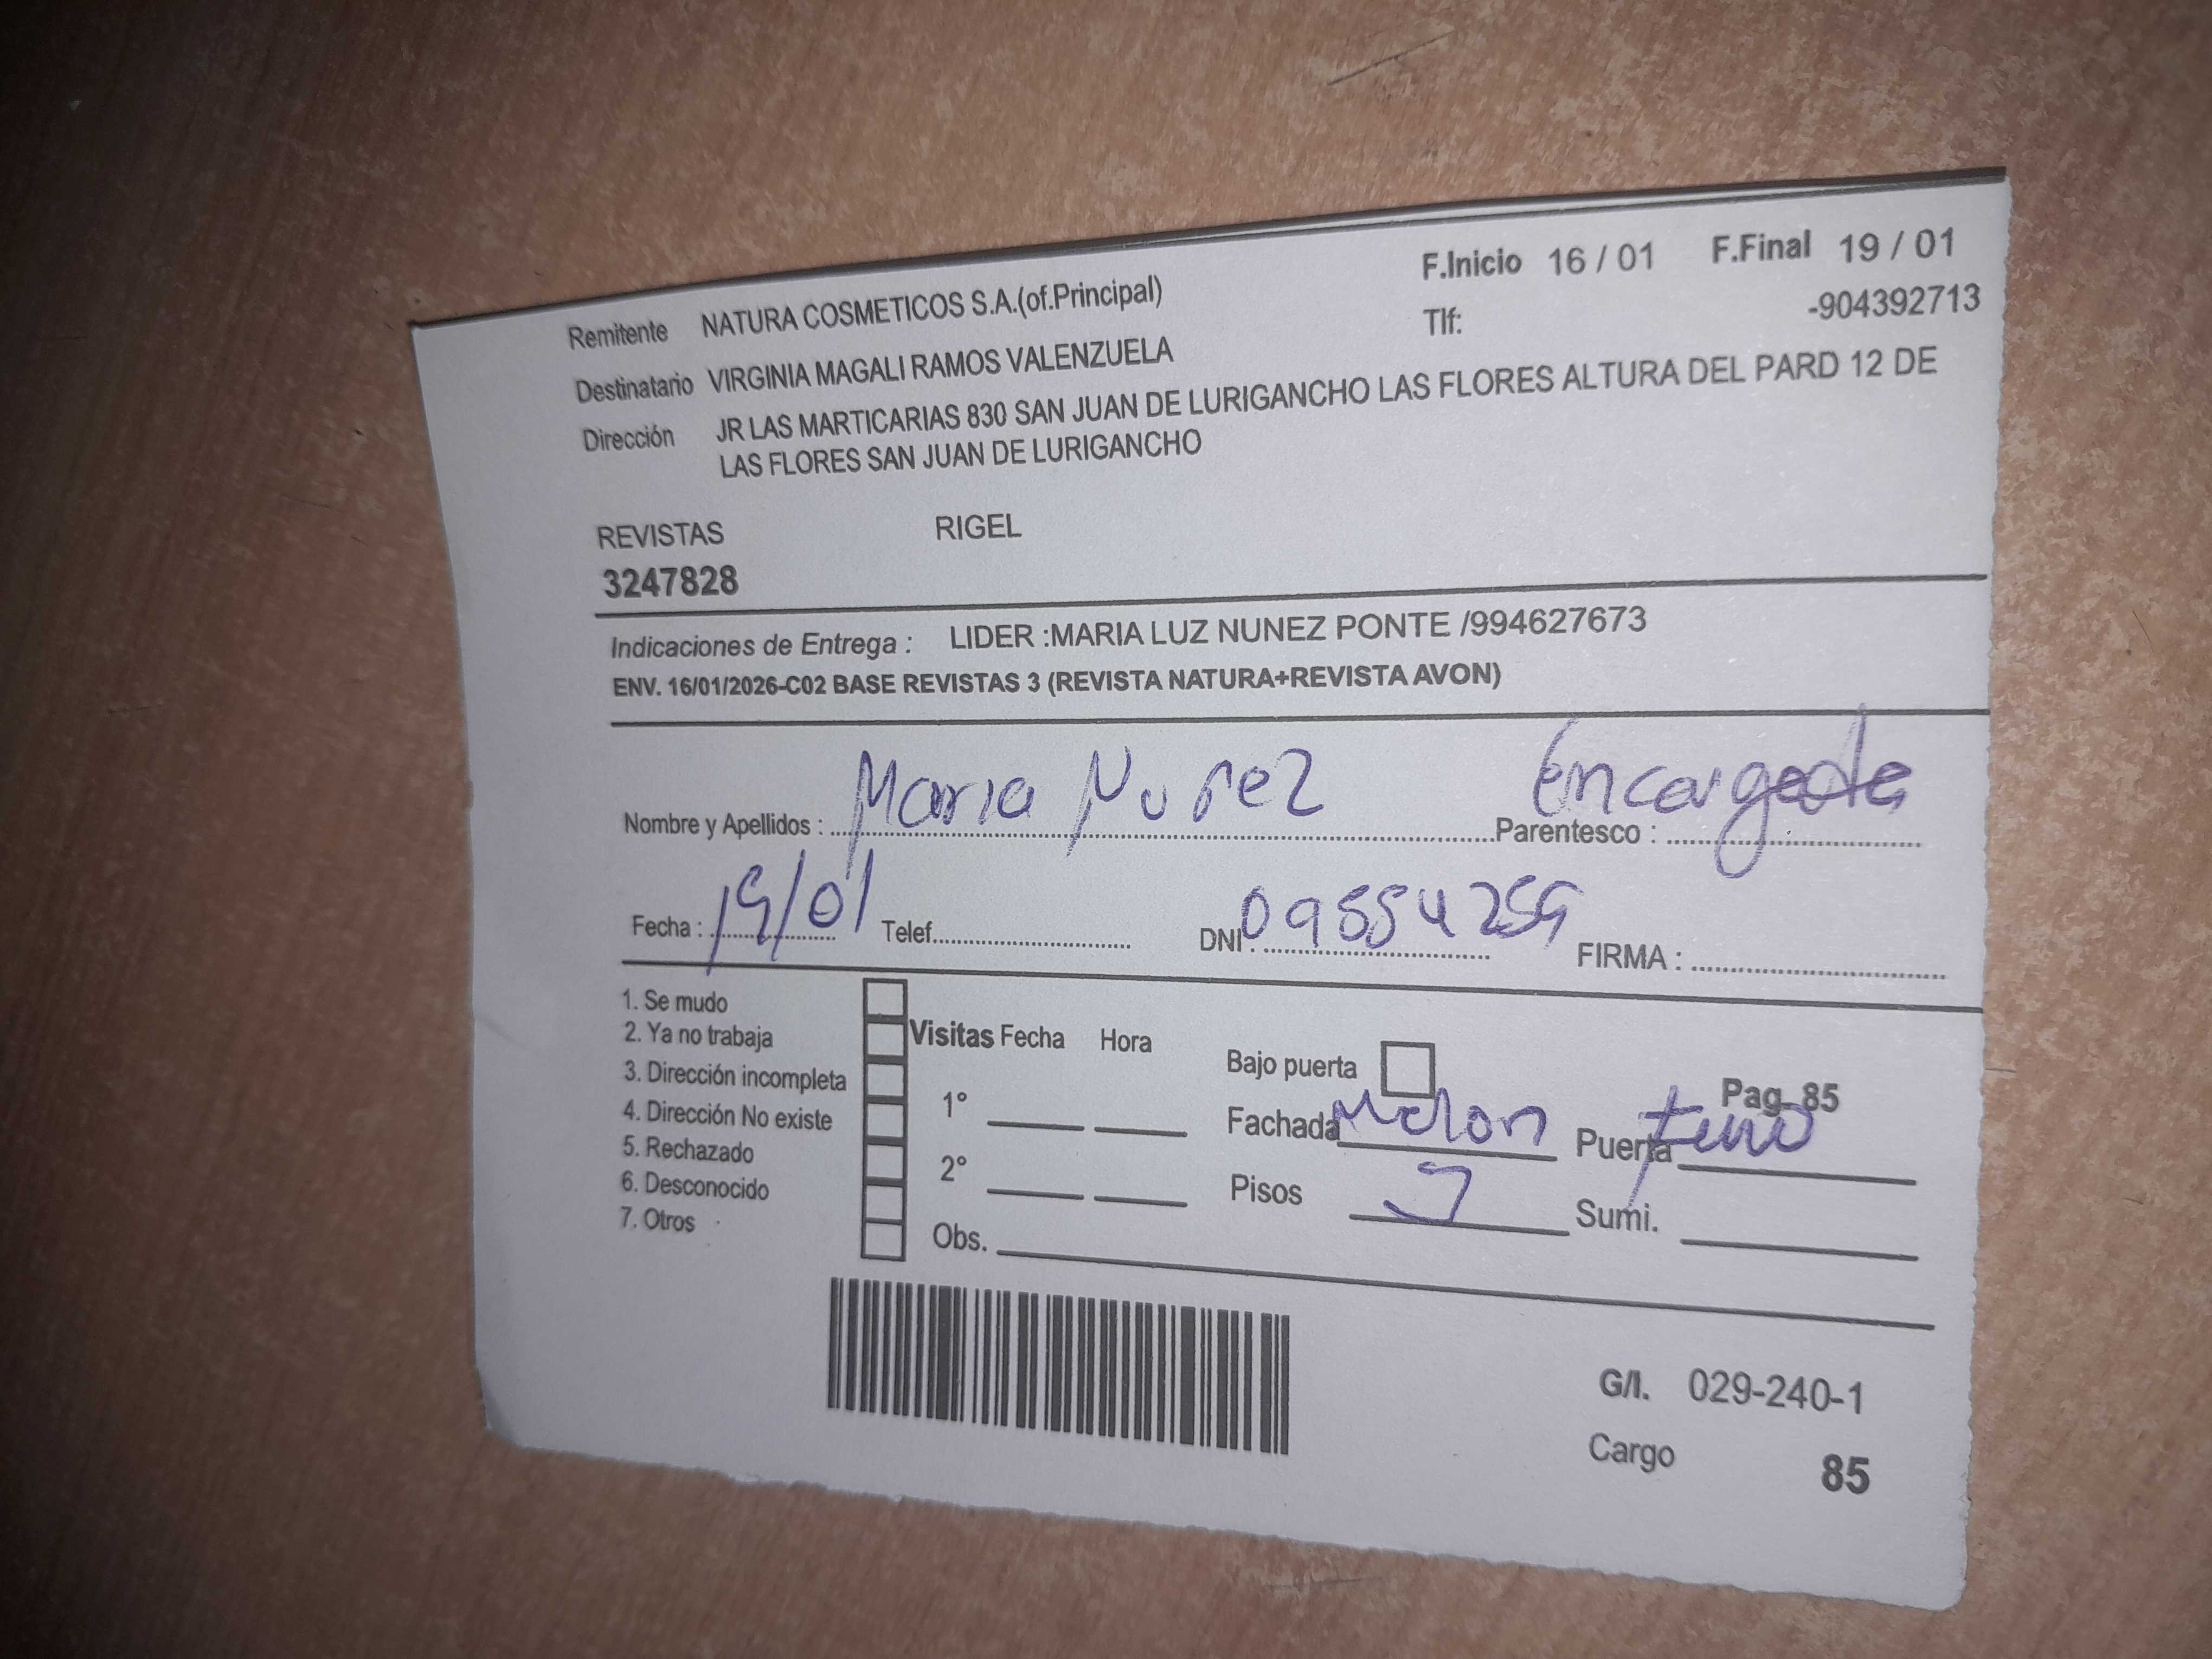 Remitente NATURA COSMETICOS S.A.(of.Principal) F.Inicio 16 / 01 F.Final 19 / 01
Destinatario VIRGINIA MAGALI RAMOS VALENZUELA Tlf: -904392713
Dirección JR LAS MARTICARIAS 830 SAN JUAN DE LURIGANCHO LAS FLORES ALTURA DEL PARD 12 DE
LAS FLORES SAN JUAN DE LURIGANCHO
REVISTAS RIGEL
3247828
Indicaciones de Entrega : LIDER :MARIA LUZ NUNEZ PONTE /994627673
ENV. 16/01/2026-C02 BASE REVISTAS 3 (REVISTA NATURA+REVISTA AVON)
Nombre y Apellidos : Maria Nuñez Parentesco : Encargada
Fecha : 19/01 Telef. DNI : 09554259 FIRMA :
1. Se mudo
2. Ya no trabaja
3. Dirección incompleta
4. Dirección No existe
5. Rechazado
6. Desconocido
7. Otros
Visitas Fecha Hora
1°
2°
Obs.
Bajo puerta
Pag. 85
Fachada Melon Puerta
Pisos Sumi.
G/I. 029-240-1
Cargo 85